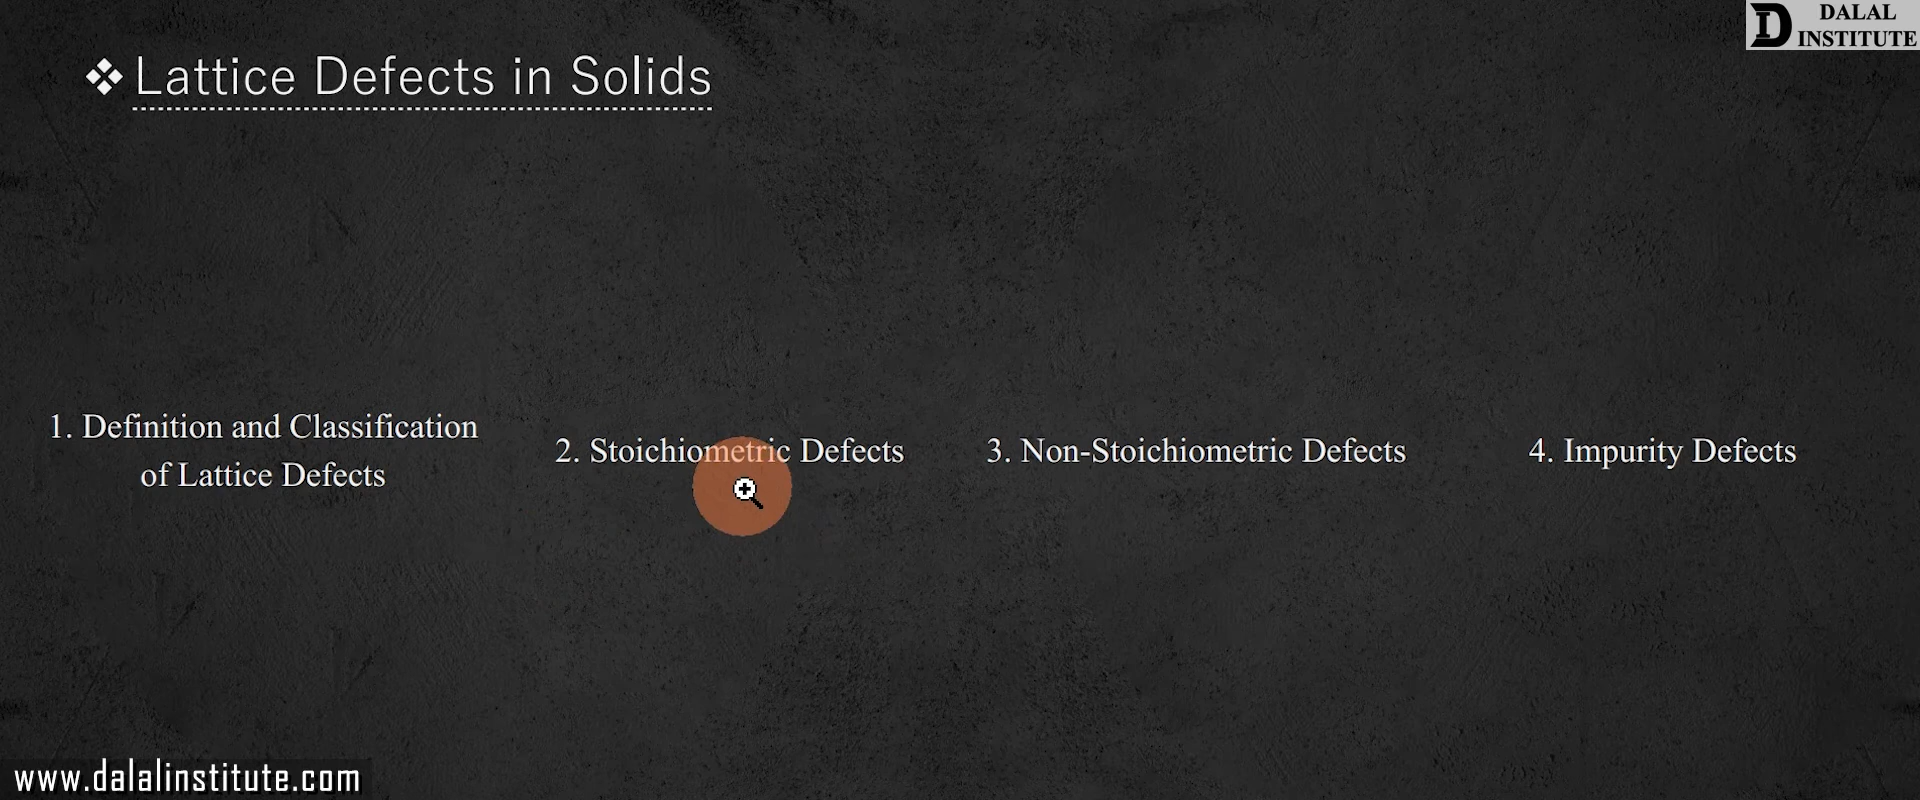 DALAL
INSTITUTE
❖ Lattice Defects in Solids
1. Definition and Classification
of Lattice Defects
2. Stoichiometric Defects
3. Non-Stoichiometric Defects
4. Impurity Defects
www.dalalinstitute.com